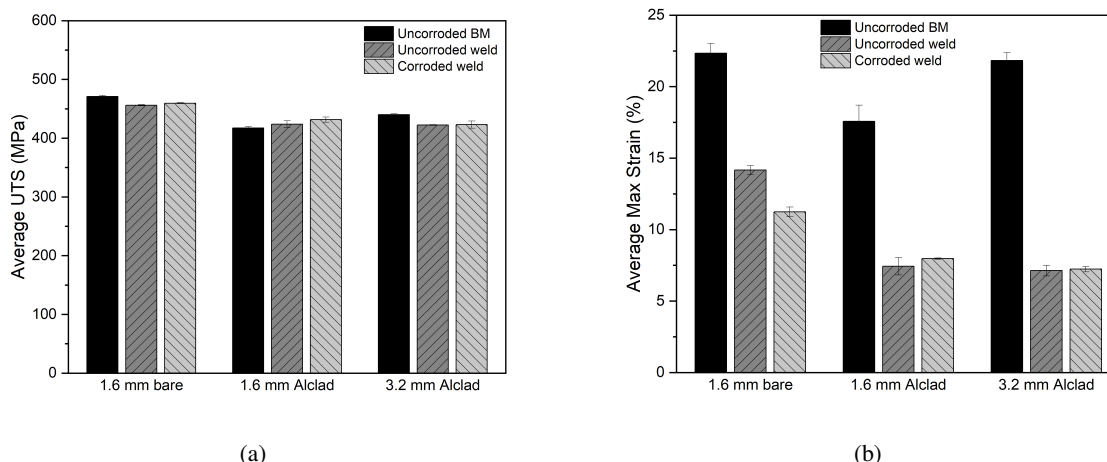 600
500
400
300
200
100
0
Average UTS (MPa)
Uncorroded BM
Uncorroded weld
Corroded weld
1.6 mm bare
1.6 mm Alclad
3.2 mm Alclad
(a)
25
20
15
10
5
0
Average Max Strain (%)
Uncorroded BM
Uncorroded weld
Corroded weld
1.6 mm bare
1.6 mm Alclad
3.2 mm Alclad
(b)